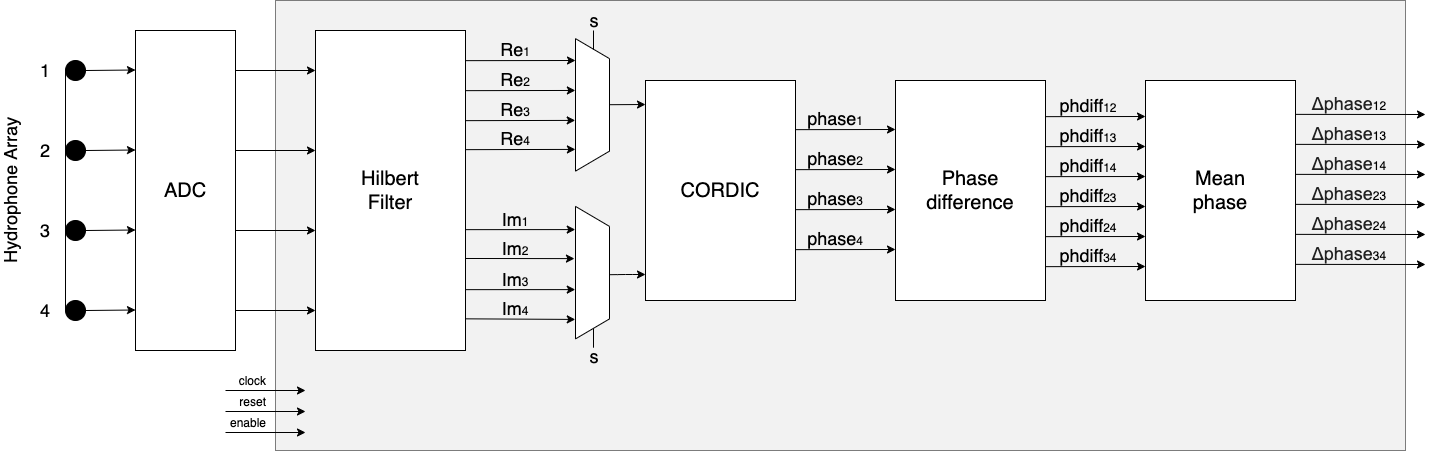 Hydrophone Array
1
2
3
4
ADC
Hilbert
Filter
Re1
Re2
Re3
Re4
Im1
Im2
Im3
Im4
s
s
CORDIC
phase1
phase2
phase3
phase4
Phase
difference
phdiff12
phdiff13
phdiff14
phdiff23
phdiff24
phdiff34
Mean
phase
Δphase12
Δphase13
Δphase14
Δphase23
Δphase24
Δphase34
clock
reset
enable